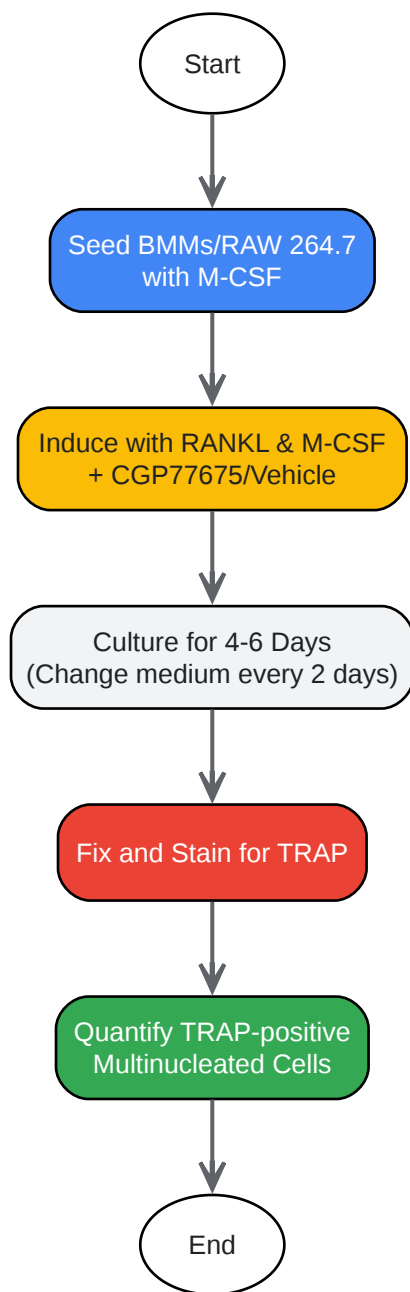 Start
Seed BMMs/RAW 264.7
with M-CSF
Induce with RANKL & M-CSF
+ CGP77675/Vehicle
Culture for 4-6 Days
(Change medium every 2 days)
Fix and Stain for TRAP
Quantify TRAP-positive
Multinucleated Cells
End